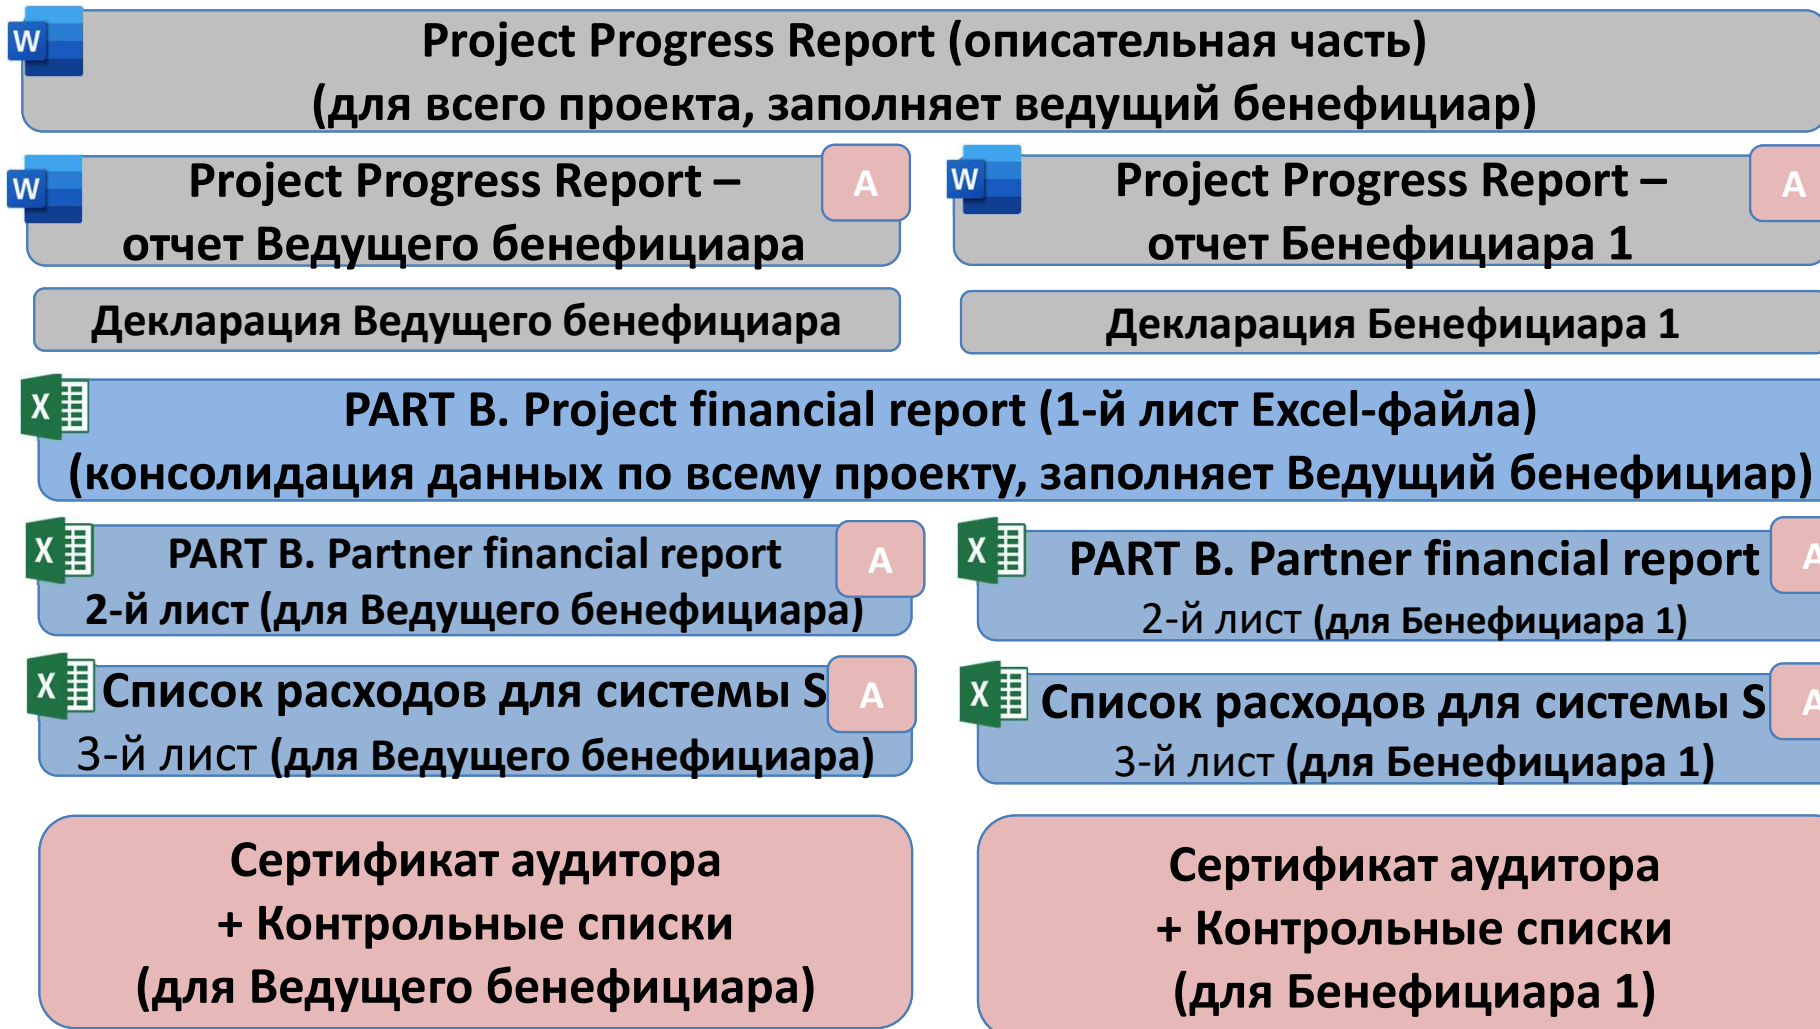 W
Project Progress Report (описательная часть)
(для всего проекта, заполняет ведущий бенефициар)
W
Project Progress Report –
A
отчет Ведущего бенефициара
W
Project Progress Report –
A
отчет Бенефициара 1
Декларация Ведущего бенефициара
Декларация Бенефициара 1
X
PART B. Project financial report (1-й лист Excel-файла)
(консолидация данных по всему проекту, заполняет Ведущий бенефициар)
X
PART B. Partner financial report
A
2-й лист (для Ведущего бенефициара)
X
PART B. Partner financial report
A
2-й лист (для Бенефициара 1)
X
Список расходов для системы S
A
3-й лист (для Ведущего бенефициара)
X
Список расходов для системы S
A
3-й лист (для Бенефициара 1)
Сертификат аудитора
+ Контрольные списки
(для Ведущего бенефициара)
Сертификат аудитора
+ Контрольные списки
(для Бенефициара 1)